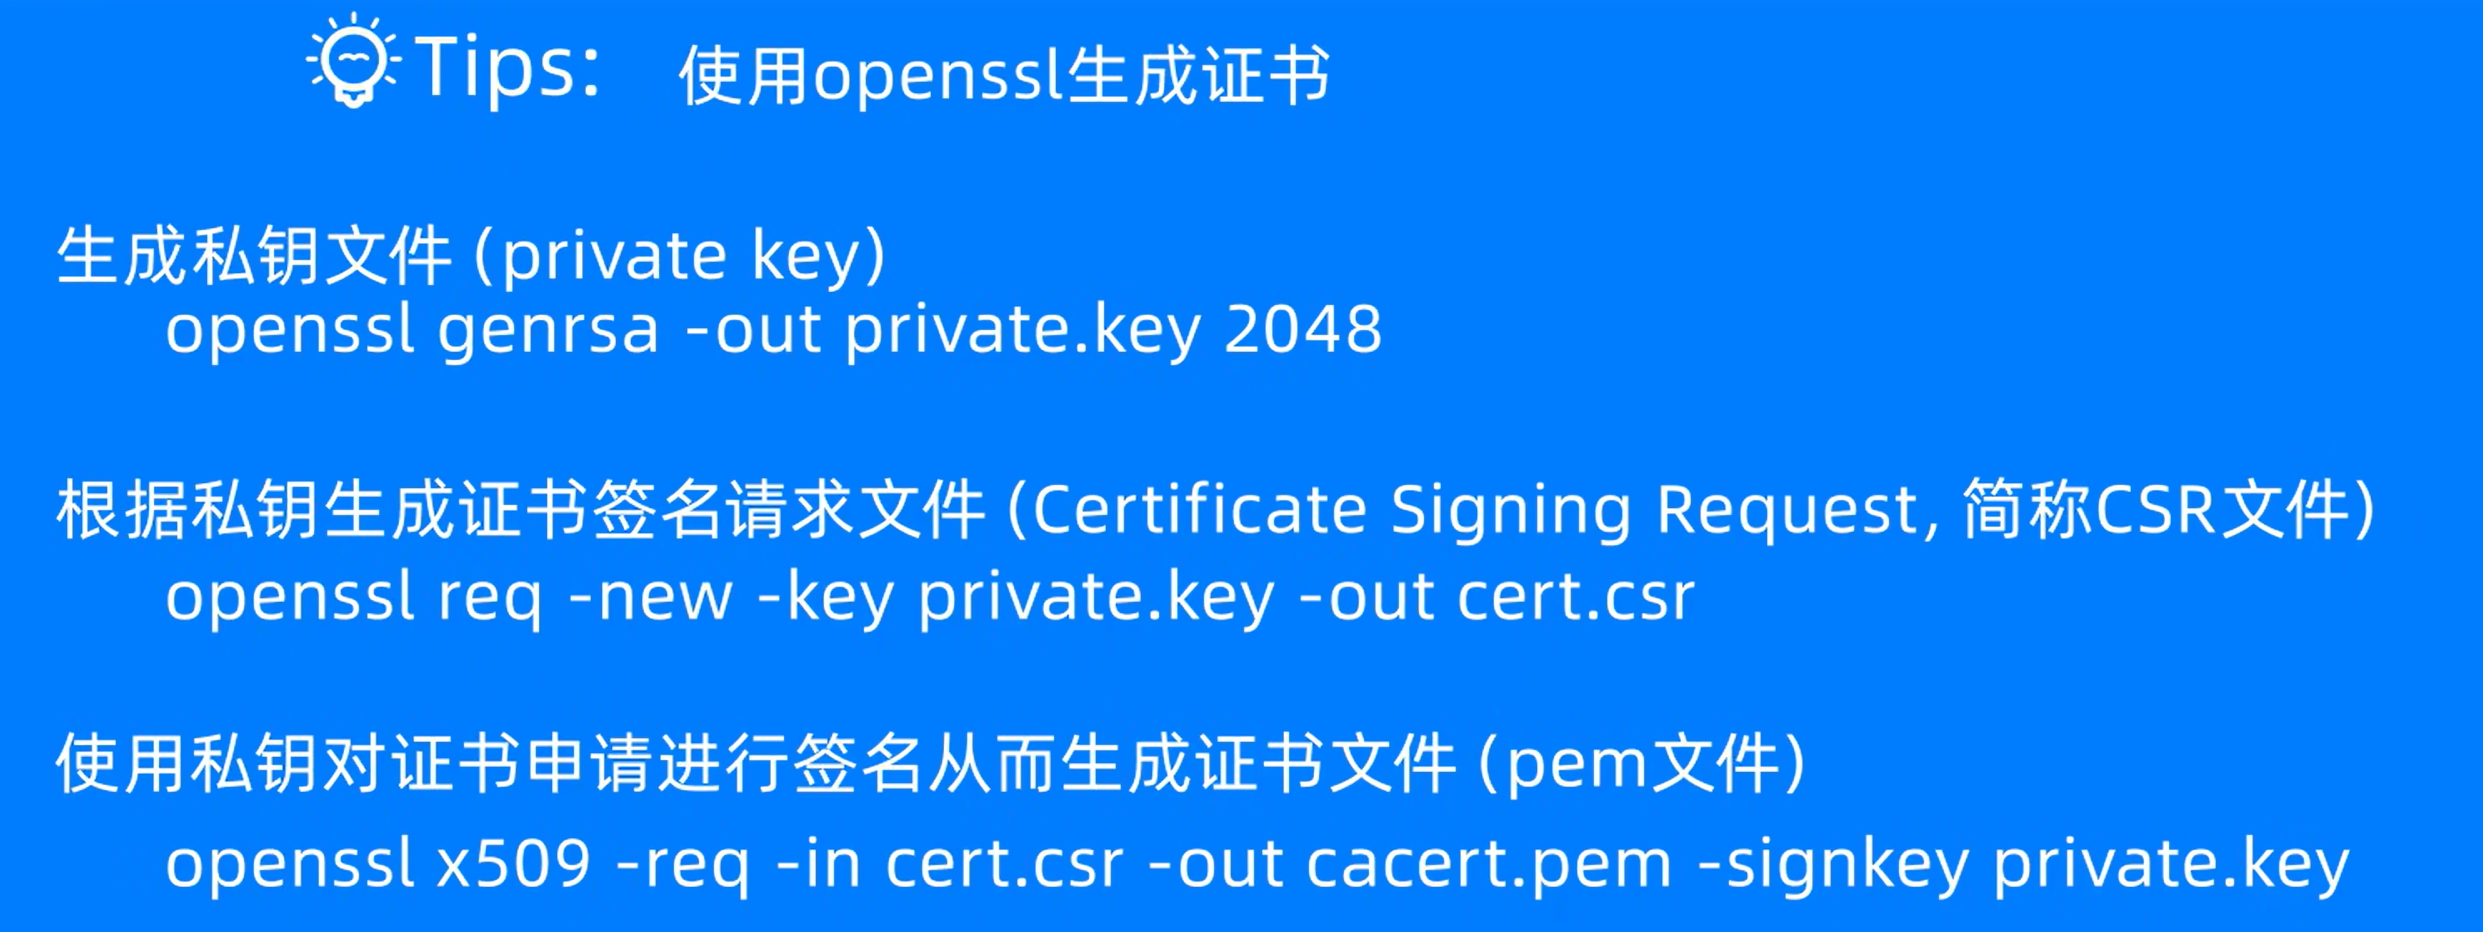 Tips: 使用openssl生成证书
生成私钥文件 (private key)
openssl genrsa -out private.key 2048
根据私钥生成证书签名请求文件 (Certificate Signing Request, 简称CSR文件)
openssl req -new -key private.key -out cert.csr
使用私钥对证书申请进行签名从而生成证书文件 (pem文件)
openssl x509 -req -in cert.csr -out cacert.pem -signkey private.key